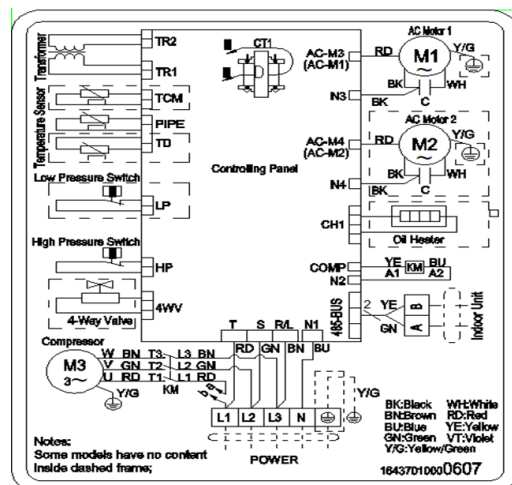 Transformer
TR2
TR1
CT1
AC-M3
(AC-M1)
RD
AC Motor 1
M1
~
Y/G
N3
BK
BK
C
WH
Temperature Sensor
TCM
PIPE
TD
Controlling Panel
AC-M4
(AC-M2)
RD
AC Motor 2
M2
~
Y/G
N4
BK
BK
C
WH
Low Pressure Switch
LP
CH1
Oil Heater
High Pressure Switch
HP
COMP
N2
YE
A1
KM
BU
A2
4WV
4-Way Valve
485-BUS
2
YE
GN
B
A
Indoor Unit
T S R/L N1
RD GN BN BU
Compressor
M3
3~
W BN T3 L3 BN
V GN T2 L2 GN
U RD T1 L1 RD
KM
Y/G
a
b
L1 L2 L3 N
Y/G
POWER
Notes:
Some models have no content
inside dashed frame;
BK:Black WH:White
BN:Brown RD:Red
BU:Blue YE:Yellow
GN:Green VT:Violet
Y/G:Yellow/Green
16437010000607